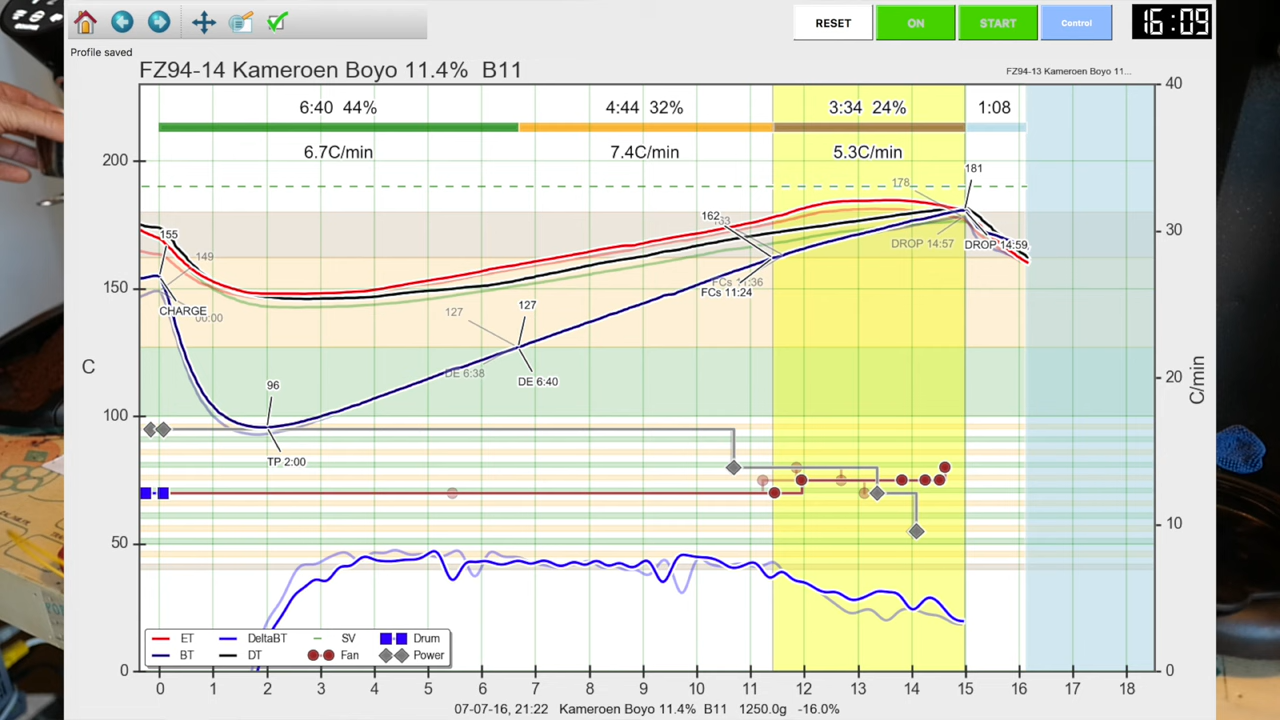 RESET
ON
START
Control
16:09
Profile saved
FZ94-14 Kameroen Boyo 11.4% B11
FZ94-13 Kameroen Boyo 11...
6:40 44%
4:44 32%
3:34 24%
1:08
6.7C/min
7.4C/min
5.3C/min
40
30
20
10
0
C/min
200
150
100
50
0
C
155
149
CHARGE
00:00
96
TP 2:00
127
127
DE 6:38
DE 6:40
162
FCs 11:36
FCs 11:24
178
181
DROP 14:57
DROP 14:59
ET
DeltaBT
SV
Drum
BT
DT
Fan
Power
0 1 2 3 4 5 6 7 8 9 10 11 12 13 14 15 16 17 18
07-07-16, 21:22 Kameroen Boyo 11.4% B11 1250.0g -16.0%